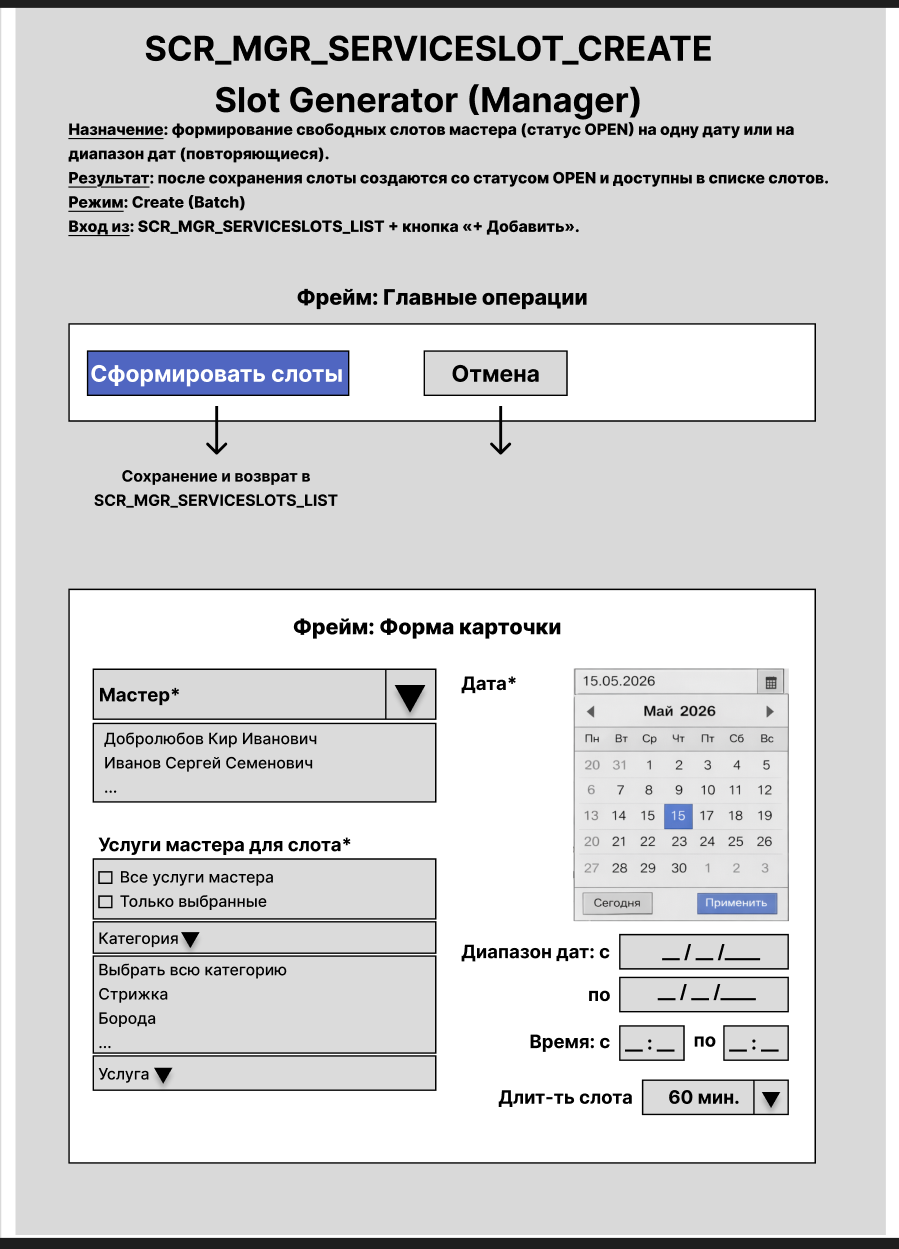 SCR_MGR_SERVICESLOT_CREATE
Slot Generator (Manager)
Назначение: формирование свободных слотов мастера (статус OPEN) на одну дату или на
диапазон дат (повторяющиеся).
Результат: после сохранения слоты создаются со статусом OPEN и доступны в списке слотов.
Режим: Create (Batch)
Вход из: SCR_MGR_SERVICESLOTS_LIST + кнопка «+ Добавить».
Фрейм: Главные операции
Сформировать слоты
Отмена
Сохранение и возврат в
SCR_MGR_SERVICESLOTS_LIST
Фрейм: Форма карточки
Мастер*
Добролюбов Кир Иванович
Иванов Сергей Семенович
...
Услуги мастера для слота*
Все услуги мастера
Только выбранные
Категория
Выбрать всю категорию
Стрижка
Борода
...
Услуга
Дата*
15.05.2026
Май 2026
Пн Вт Ср Чт Пт Сб Вс
20 31 1 2 3 4 5
6 7 8 9 10 11 12
13 14 15 15 17 18 19
20 21 22 23 24 25 26
27 28 29 30 1 2 3
Сегодня Применить
Диапазон дат: с __ / __ /____
по __ / __ /____
Время: с __ : __ по __ : __
Длит-ть слота 60 мин.